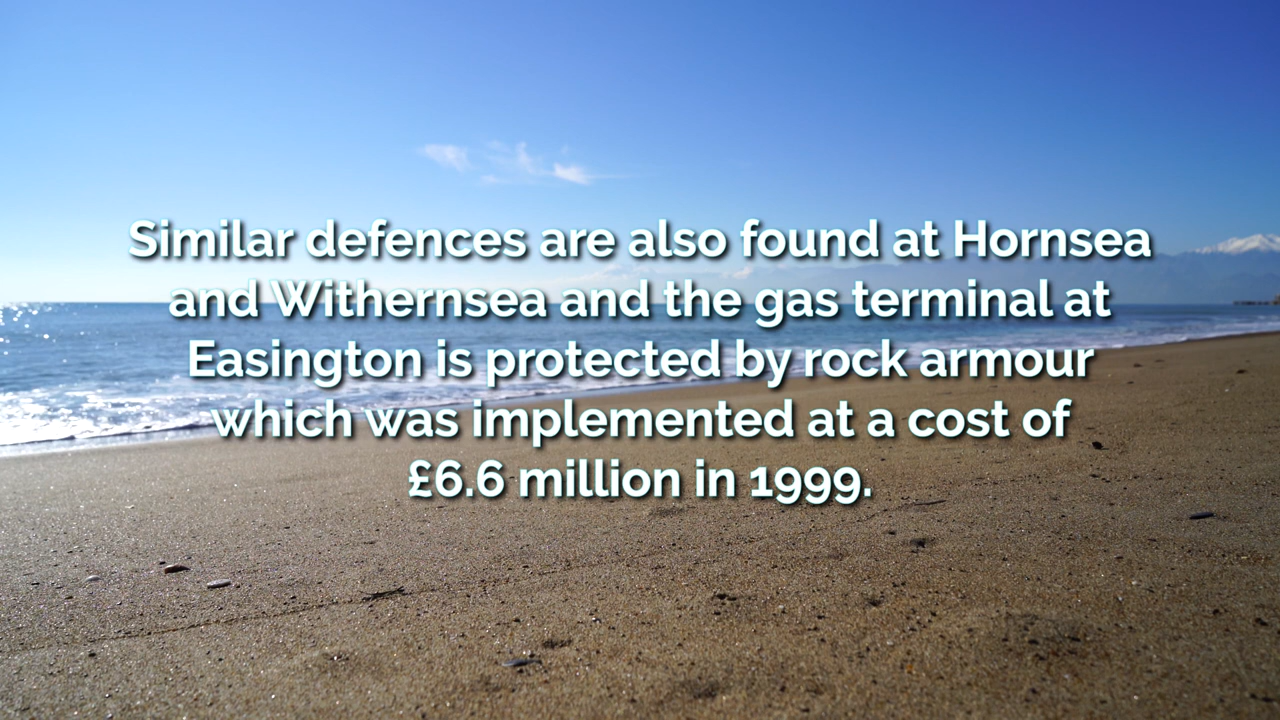 Similar defences are also found at Hornsea
and Withernsea and the gas terminal at
Easington is protected by rock armour
which was implemented at a cost of
£6.6 million in 1999.